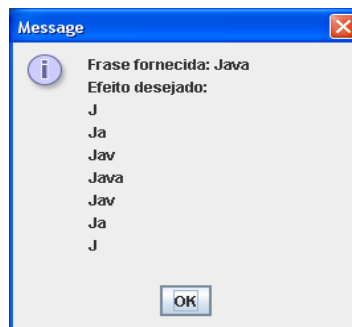 Message
Frase fornecida: Java
Efeito desejado:
J
Ja
Jav
Java
Jav
Ja
J
OK